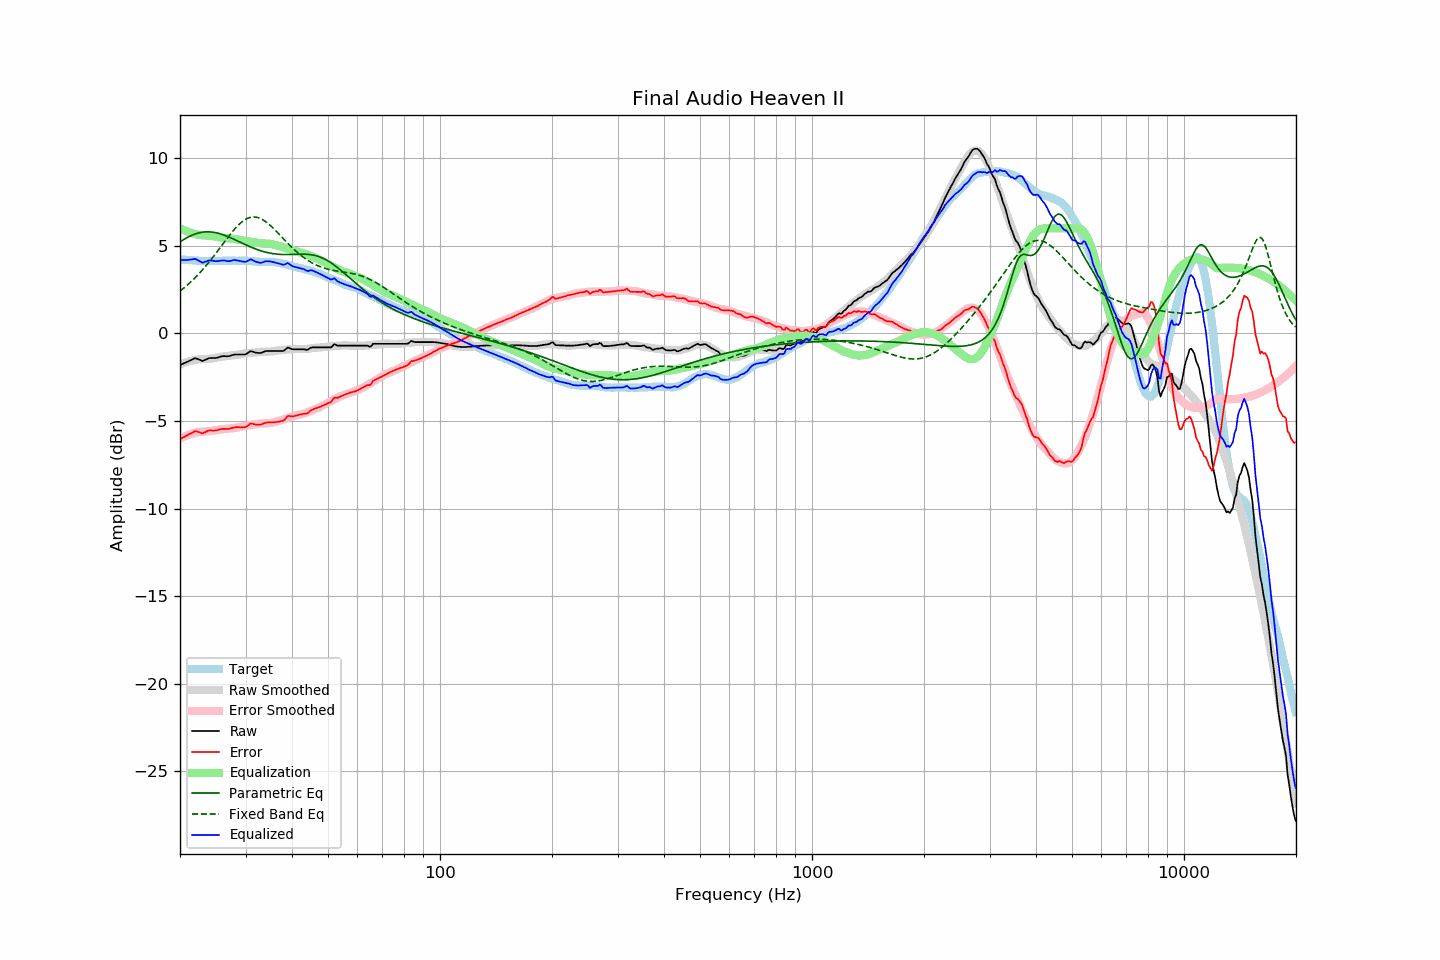 Final Audio Heaven II
10
5
0
−5
−10
−15
−20
−25
Amplitude (dBr)
Target
Raw Smoothed
Error Smoothed
Raw
Error
Equalization
Parametric Eq
Fixed Band Eq
Equalized
100
1000
10000
Frequency (Hz)